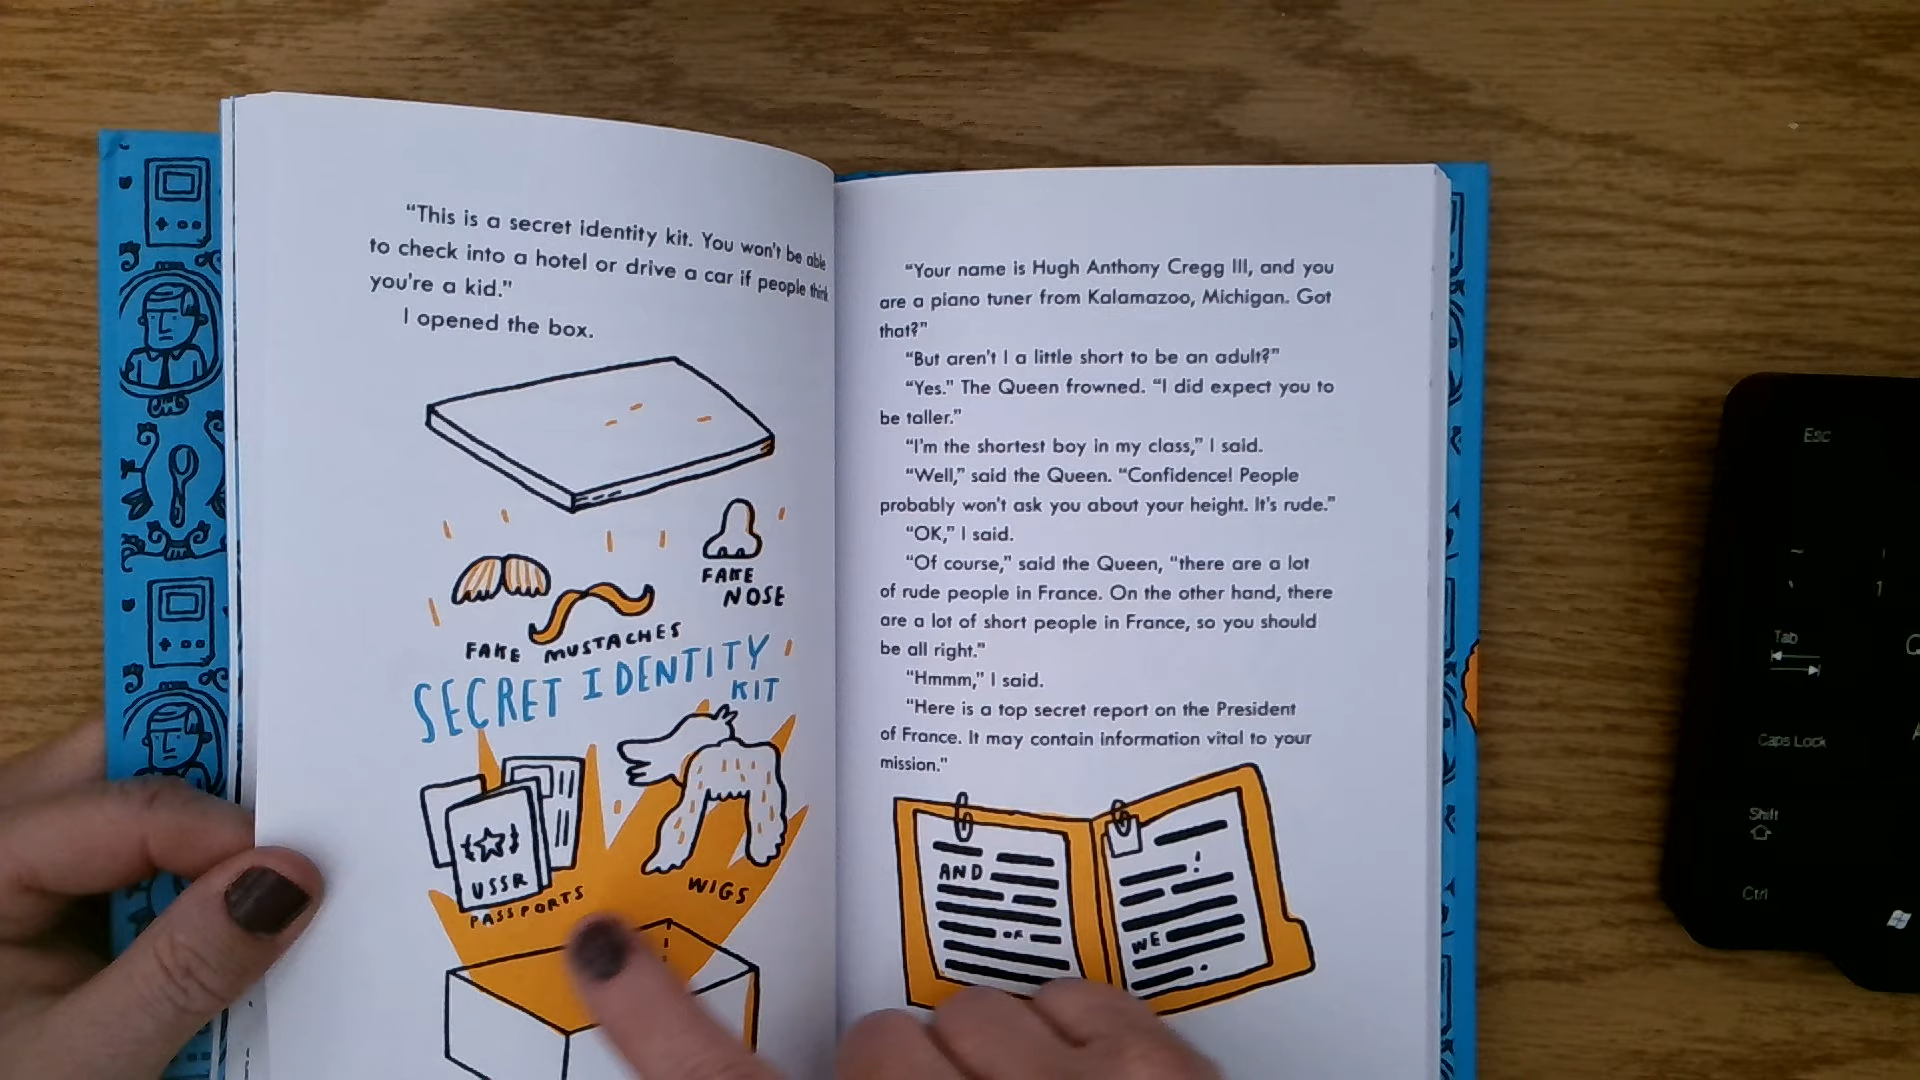 “This is a secret identity kit. You won't be able
to check into a hotel or drive a car if people think
you're a kid.”
I opened the box.
FAKE
NOSE
FAKE MUSTACHES
SECRET IDENTITY
KIT
USSR
PASSPORTS
WIGS
“Your name is Hugh Anthony Cregg III, and you
are a piano tuner from Kalamazoo, Michigan. Got
that?”
“But aren't I a little short to be an adult?”
“Yes.” The Queen frowned. “I did expect you to
be taller.”
“I'm the shortest boy in my class,” I said.
“Well,” said the Queen. “Confidence! People
probably won't ask you about your height. It's rude.”
“OK,” I said.
“Of course,” said the Queen, “there are a lot
of rude people in France. On the other hand, there
are a lot of short people in France, so you should
be all right.”
“Hmmm,” I said.
“Here is a top secret report on the President
of France. It may contain information vital to your
mission.”
AND
OF
!
WE
.
Esc
~
` 1
Tab
Q
Caps Lock
A
Shift
Ctrl